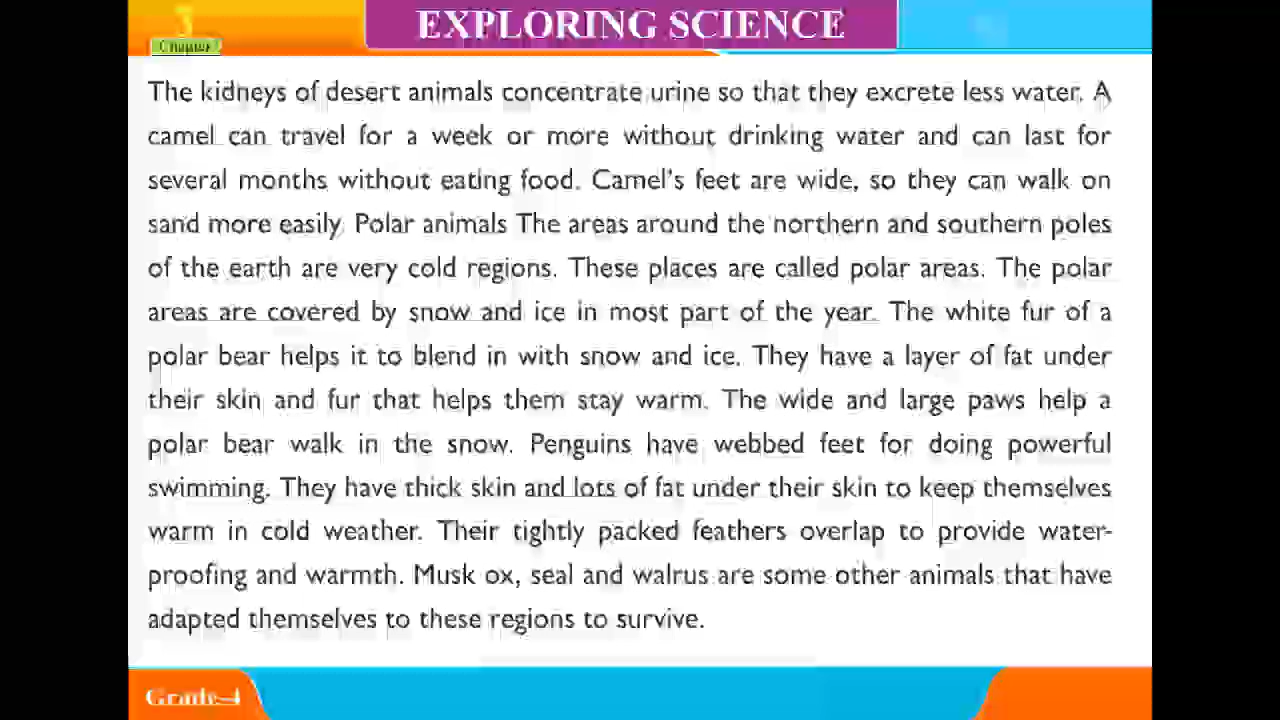 3
Chapter
EXPLORING SCIENCE
The kidneys of desert animals concentrate urine so that they excrete less water. A
camel can travel for a week or more without drinking water and can last for
several months without eating food. Camel's feet are wide, so they can walk on
sand more easily. Polar animals The areas around the northern and southern poles
of the earth are very cold regions. These places are called polar areas. The polar
areas are covered by snow and ice in most part of the year. The white fur of a
polar bear helps it to blend in with snow and ice. They have a layer of fat under
their skin and fur that helps them stay warm. The wide and large paws help a
polar bear walk in the snow. Penguins have webbed feet for doing powerful
swimming. They have thick skin and lots of fat under their skin to keep themselves
warm in cold weather. Their tightly packed feathers overlap to provide water-
proofing and warmth. Musk ox, seal and walrus are some other animals that have
adapted themselves to these regions to survive.
Grade-4